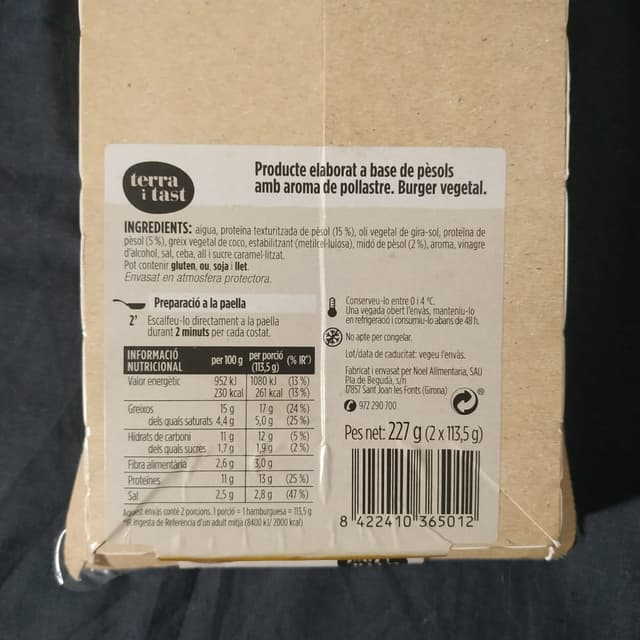 terra
i tast
Producte elaborat a base de pèsols
amb aroma de pollastre. Burger vegetal.
INGREDIENTS: aigua, proteïna texturitzada de pèsol (15 %), oli vegetal de gira-sol, proteïna de
pèsol (5 %), greix vegetal de coco, estabilitzant (metilcel·lulosa), midó de pèsol (2 %), aroma, vinagre
d'alcohol, sal, ceba, all i sucre caramel·litzat.
Pot contenir gluten, ou, soja i llet.
Envasat en atmosfera protectora.
Preparació a la paella
2' Escalfeu-lo directament a la paella
durant 2 minuts per cada costat.
INFORMACIÓ NUTRICIONAL per 100 g per porció (113,5 g) (% IR*)
Valor energètic 952 kJ 1080 kJ (13 %)
230 kcal 261 kcal (13 %)
Greixos 15 g 17 g (24 %)
dels quals saturats 4,4 g 5,0 g (25 %)
Hidrats de carboni 11 g 12 g (5 %)
dels quals sucres 1,7 g 1,9 g (2 %)
Fibra alimentària 2,6 g 3,0 g
Proteïnes 11 g 13 g (25 %)
Sal 2,5 g 2,8 g (47 %)
Aquest envàs conté 2 porcions. 1 porció = 1 hamburguesa = 113,5 g
*IR Ingesta de Referència d'un adult mitjà (8400 kJ/ 2000 kcal)
Conserveu-lo entre 0 i 4 °C.
Una vegada obert l'envàs, manteniu-lo
en refrigeració i consumiu-lo abans de 48 h.
No apte per congelar.
Lot/data de caducitat: vegeu l'envàs.
Fabricat i envasat per Noel Alimentaria, SAU
Pla de Begudà, s/n
17857 Sant Joan les Fonts (Girona)
972 290 700
Pes net: 227 g (2 x 113,5 g)
8 422410 365012